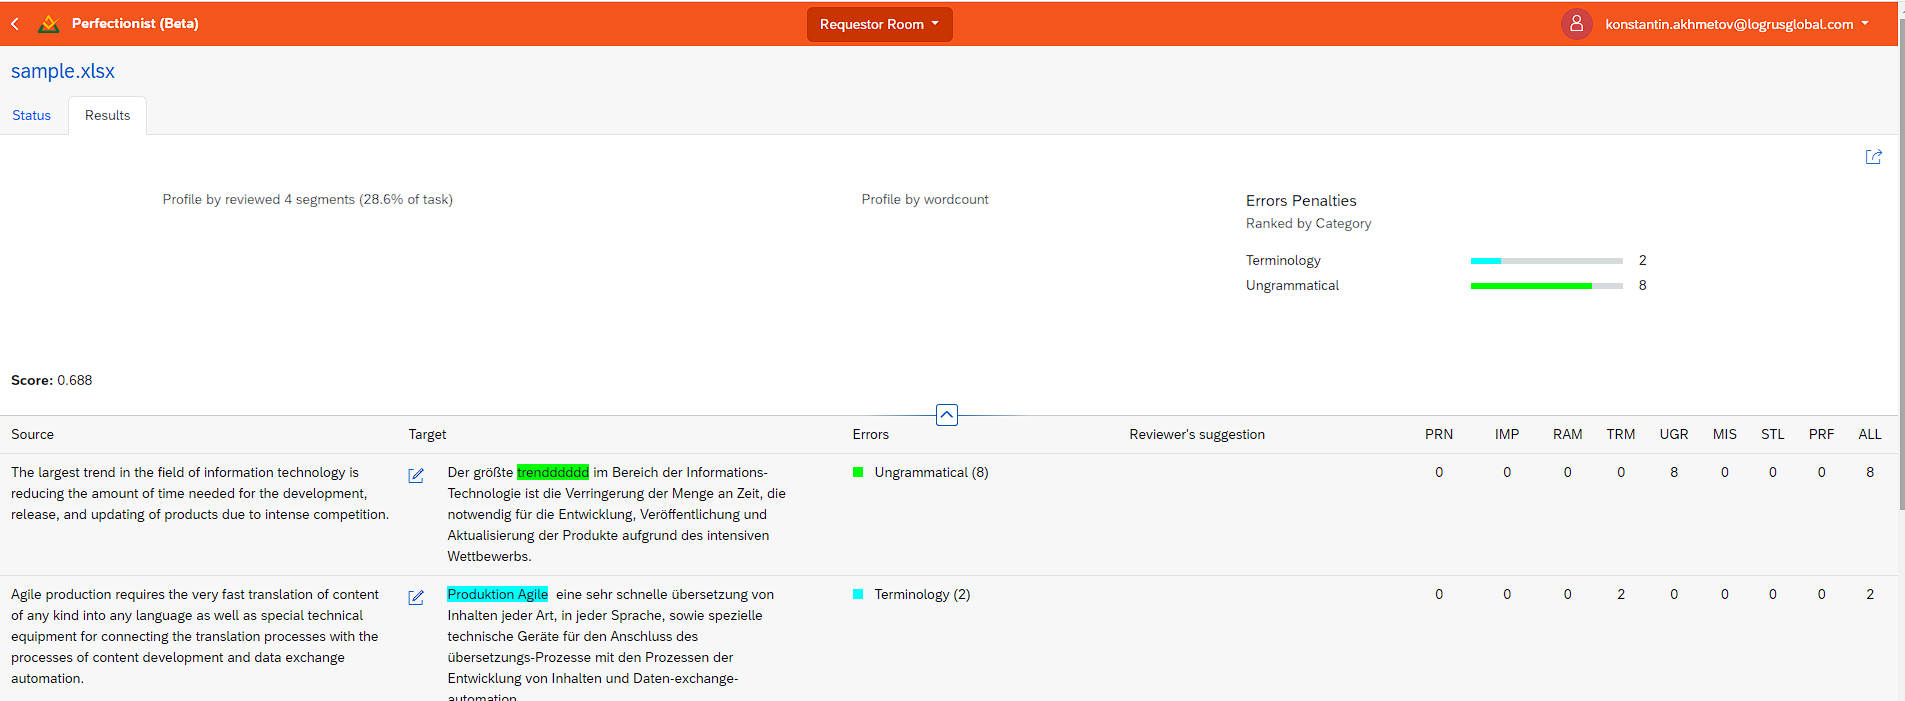 Perfectionist (Beta)
Requestor Room
konstantin.akhmetov@logrusglobal.com
sample.xlsx
Status
Results
Profile by reviewed 4 segments (28.6% of task)
Profile by wordcount
Errors Penalties
Ranked by Category
Terminology 2
Ungrammatical 8
Score: 0.688
Source Target Errors Reviewer's suggestion PRN IMP RAM TRM UGR MIS STL PRF ALL
The largest trend in the field of information technology is
reducing the amount of time needed for the development,
release, and updating of products due to intense competition.
Der größte trendddddd im Bereich der Informations-
Technologie ist die Verringerung der Menge an Zeit, die
notwendig für die Entwicklung, Veröffentlichung und
Aktualisierung der Produkte aufgrund des intensiven
Wettbewerbs.
Ungrammatical (8)
0 0 0 0 8 0 0 0 8
Agile production requires the very fast translation of content
of any kind into any language as well as special technical
equipment for connecting the translation processes with the
processes of content development and data exchange
automation.
Produktion Agile eine sehr schnelle übersetzung von
Inhalten jeder Art, in jeder Sprache, sowie spezielle
technische Geräte für den Anschluss des
übersetzungs-Prozesse mit den Prozessen der
Entwicklung von Inhalten und Daten-exchange-
automation
Terminology (2)
0 0 0 2 0 0 0 0 2